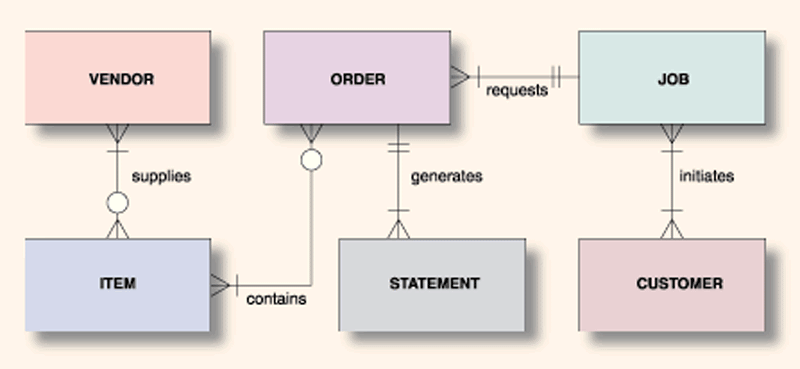 VENDOR
ORDER
JOB
requests
supplies
generates
initiates
ITEM
STATEMENT
CUSTOMER
contains